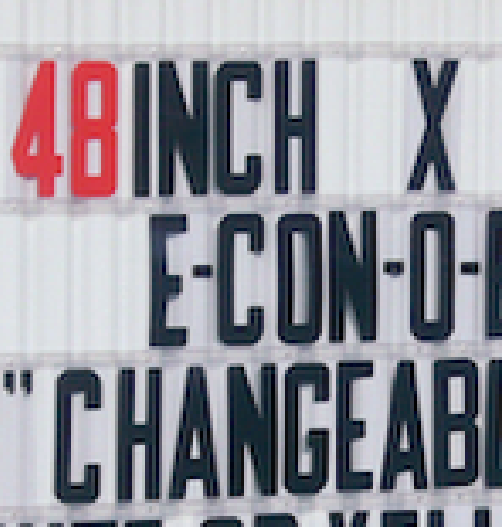 48INCH X
E-CON-O-
"CHANGEAB